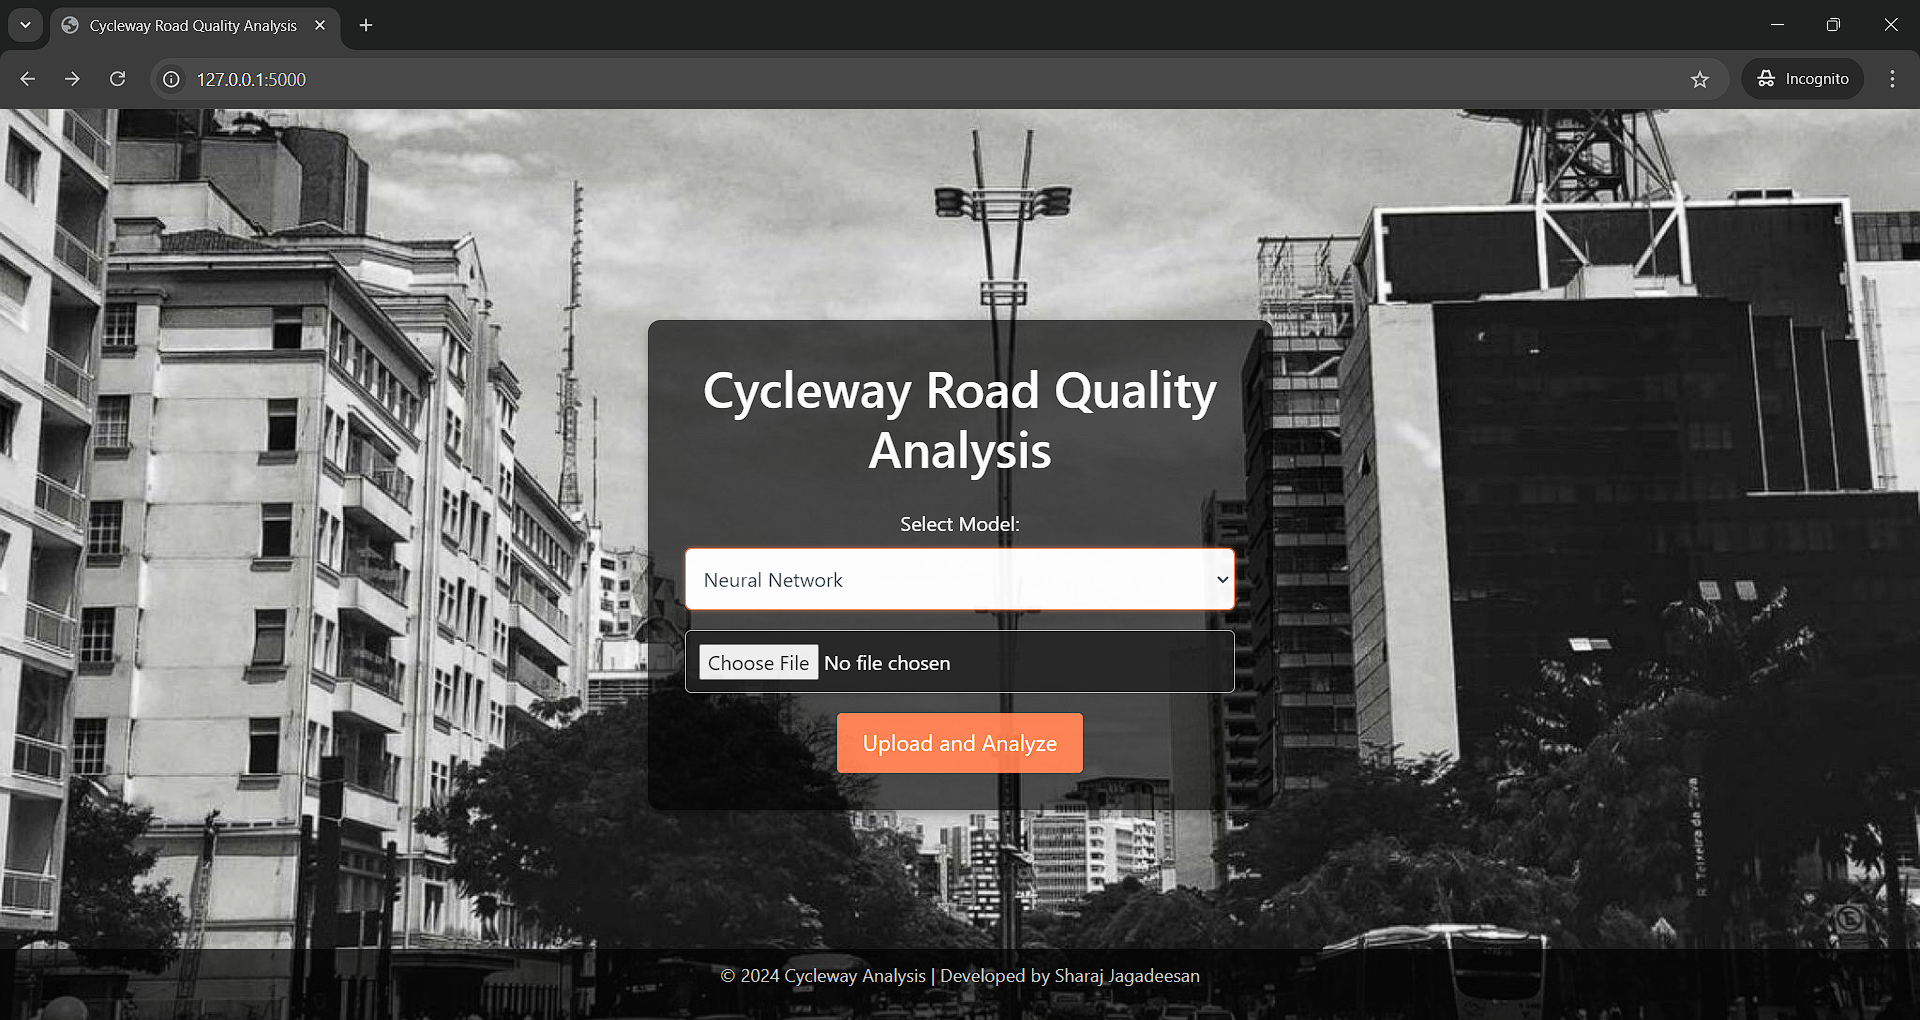 Cycleway Road Quality Analysis
127.0.0.1:5000
Incognito
Cycleway Road Quality
Analysis
Select Model:
Neural Network
Choose File No file chosen
Upload and Analyze
R. Teixeira da Silva
© 2024 Cycleway Analysis | Developed by Sharaj Jagadeesan